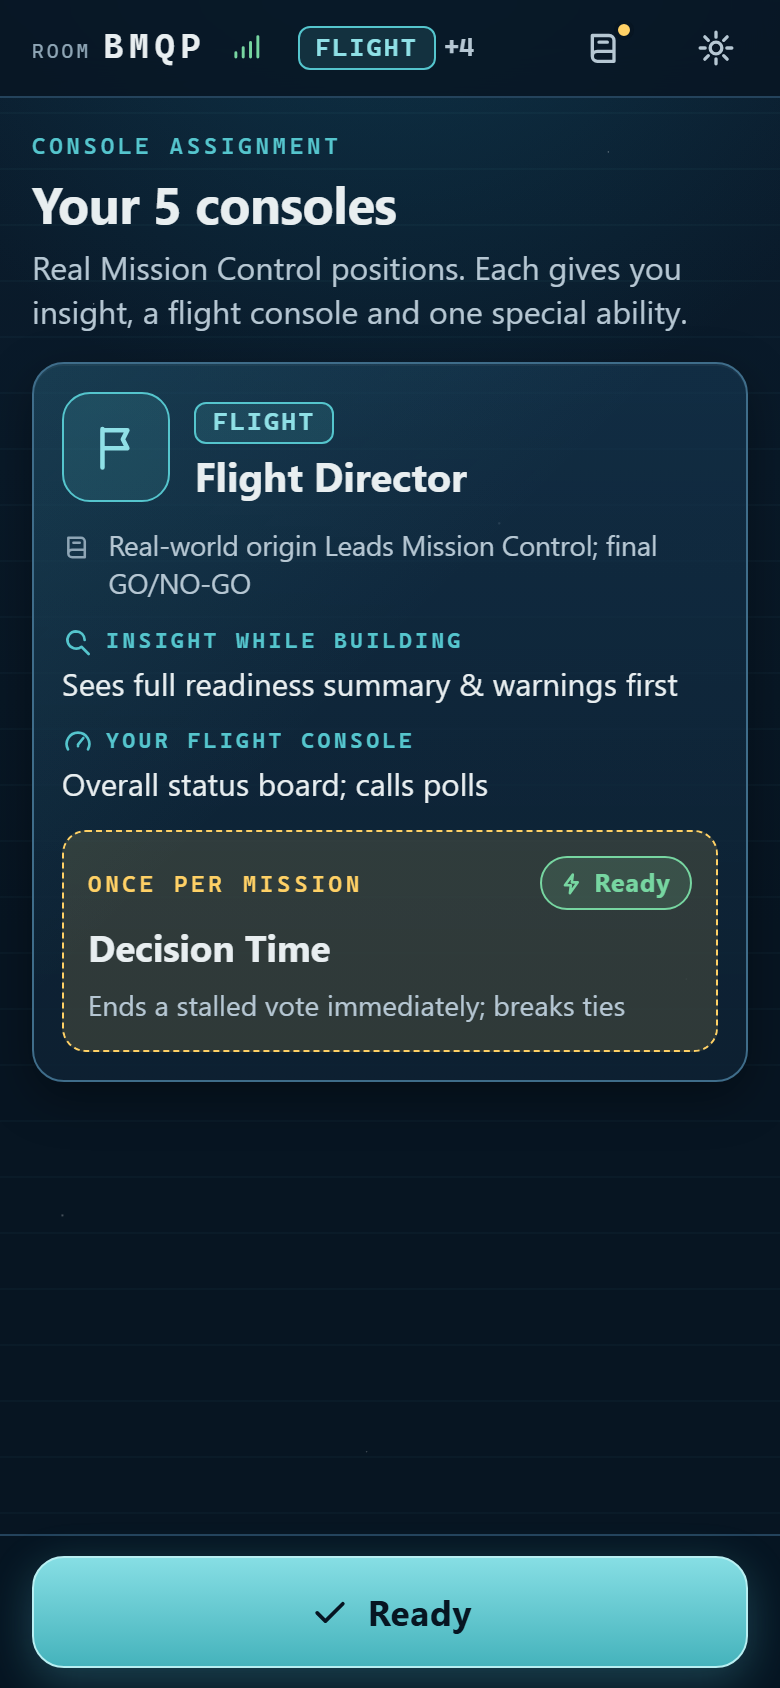 ROOM BMQP FLIGHT +4
CONSOLE ASSIGNMENT
Your 5 consoles
Real Mission Control positions. Each gives you
insight, a flight console and one special ability.
FLIGHT
Flight Director
Real-world origin Leads Mission Control; final
GO/NO-GO
INSIGHT WHILE BUILDING
Sees full readiness summary & warnings first
YOUR FLIGHT CONSOLE
Overall status board; calls polls
ONCE PER MISSION
Ready
Decision Time
Ends a stalled vote immediately; breaks ties
Ready